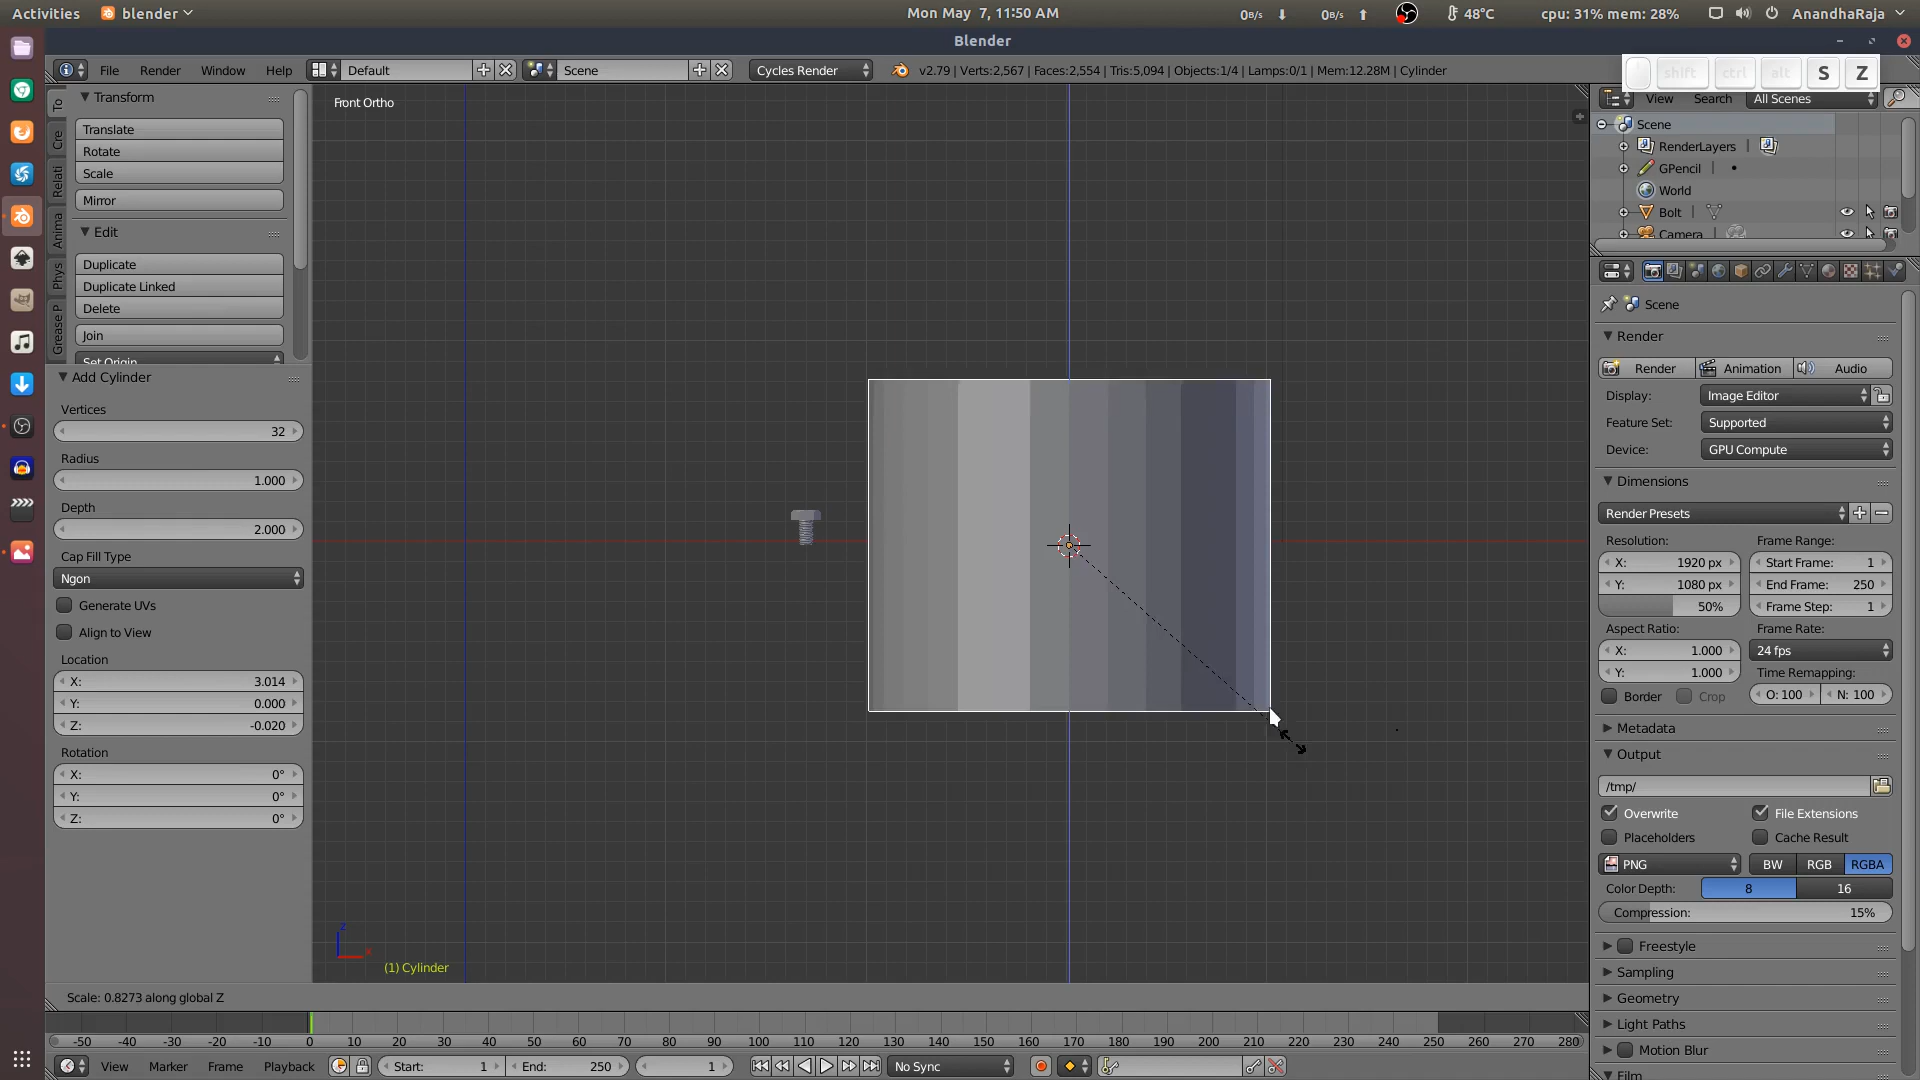 Activities
blender
Mon May 7, 11:50 AM
0B/s
0B/s
48°C
cpu: 31% mem: 28%
AnandhaRaja
Blender
File
Render
Window
Help
Default
Scene
Cycles Render
v2.79 | Verts:2,567 | Faces:2,554 | Tris:5,094 | Objects:1/4 | Lamps:0/1 | Mem:12.28M | Cylinder
shift
ctrl
alt
S
Z
View
Search
All Scenes
Scene
RenderLayers
GPencil
World
Bolt
Camera
To
Cre
Relati
Anima
Phys
Grease P
Transform
Translate
Rotate
Scale
Mirror
Edit
Duplicate
Duplicate Linked
Delete
Join
Set Origin
Add Cylinder
Vertices
32
Radius
1.000
Depth
2.000
Cap Fill Type
Ngon
Generate UVs
Align to View
Location
X: 3.014
Y: 0.000
Z: -0.020
Rotation
X: 0°
Y: 0°
Z: 0°
Front Ortho
z
x
(1) Cylinder
Scene
Render
Render
Animation
Audio
Display:
Image Editor
Feature Set:
Supported
Device:
GPU Compute
Dimensions
Render Presets
Resolution:
Frame Range:
X: 1920 px
Start Frame: 1
Y: 1080 px
End Frame: 250
50%
Frame Step: 1
Aspect Ratio:
Frame Rate:
X: 1.000
24 fps
Y: 1.000
Time Remapping:
Border
Crop
O: 100
N: 100
Metadata
Output
/tmp/
Overwrite
File Extensions
Placeholders
Cache Result
PNG
BW
RGB
RGBA
Color Depth:
8
16
Compression: 15%
Freestyle
Sampling
Geometry
Light Paths
Motion Blur
Film
Scale: 0.8273 along global Z
-50 -40 -30 -20 -10 0 10 20 30 40 50 60 70 80 90 100 110 120 130 140 150 160 170 180 190 200 210 220 230 240 250 260 270 280
View
Marker
Frame
Playback
Start: 1
End: 250
1
No Sync